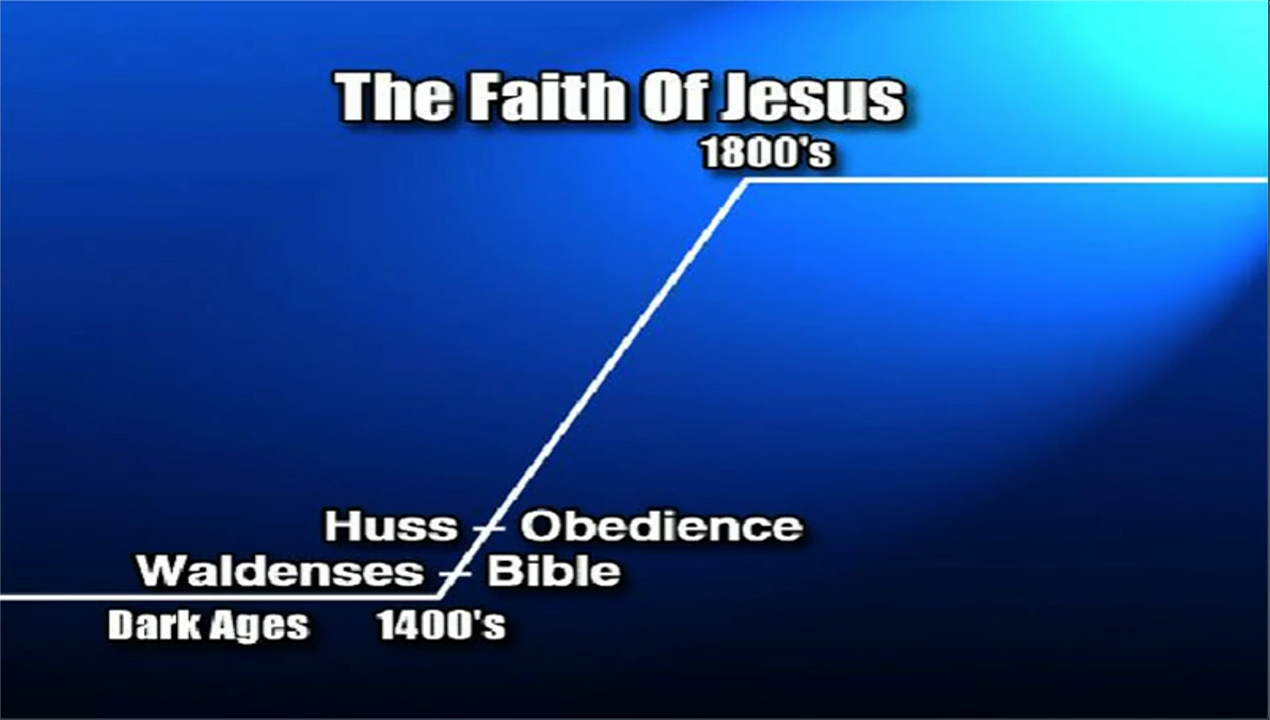 The Faith Of Jesus
1800's
Huss - Obedience
Waldenses - Bible
Dark Ages 1400's